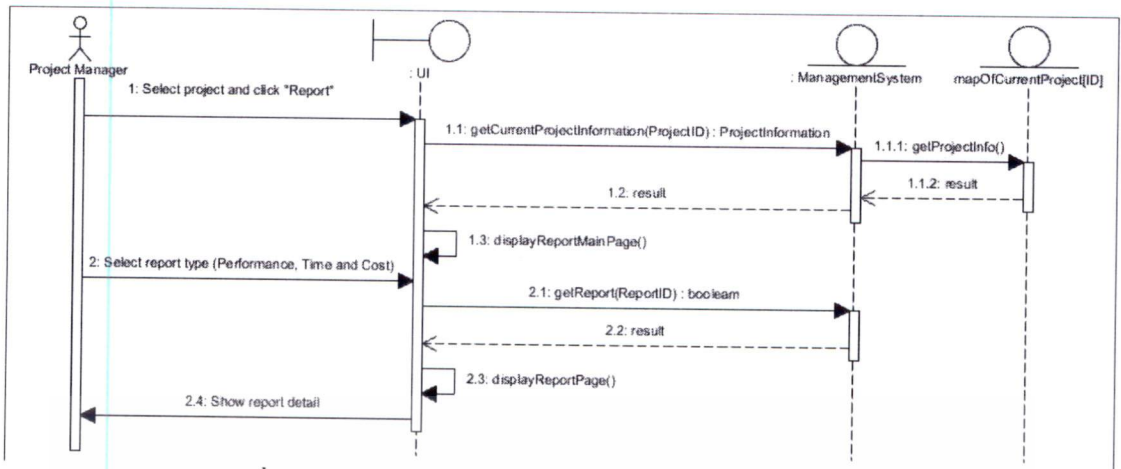 Project Manager
: UI
: ManagementSystem
mapOfCurrentProject[ID]
1: Select project and click "Report"
1.1: getCurrentProjectInformation(ProjectID) : ProjectInformation
1.1.1: getProjectInfo()
1.1.2: result
1.2: result
1.3: displayReportMainPage()
2: Select report type (Performance, Time and Cost)
2.1: getReport(ReportID) : booleam
2.2: result
2.3: displayReportPage()
2.4: Show report detail